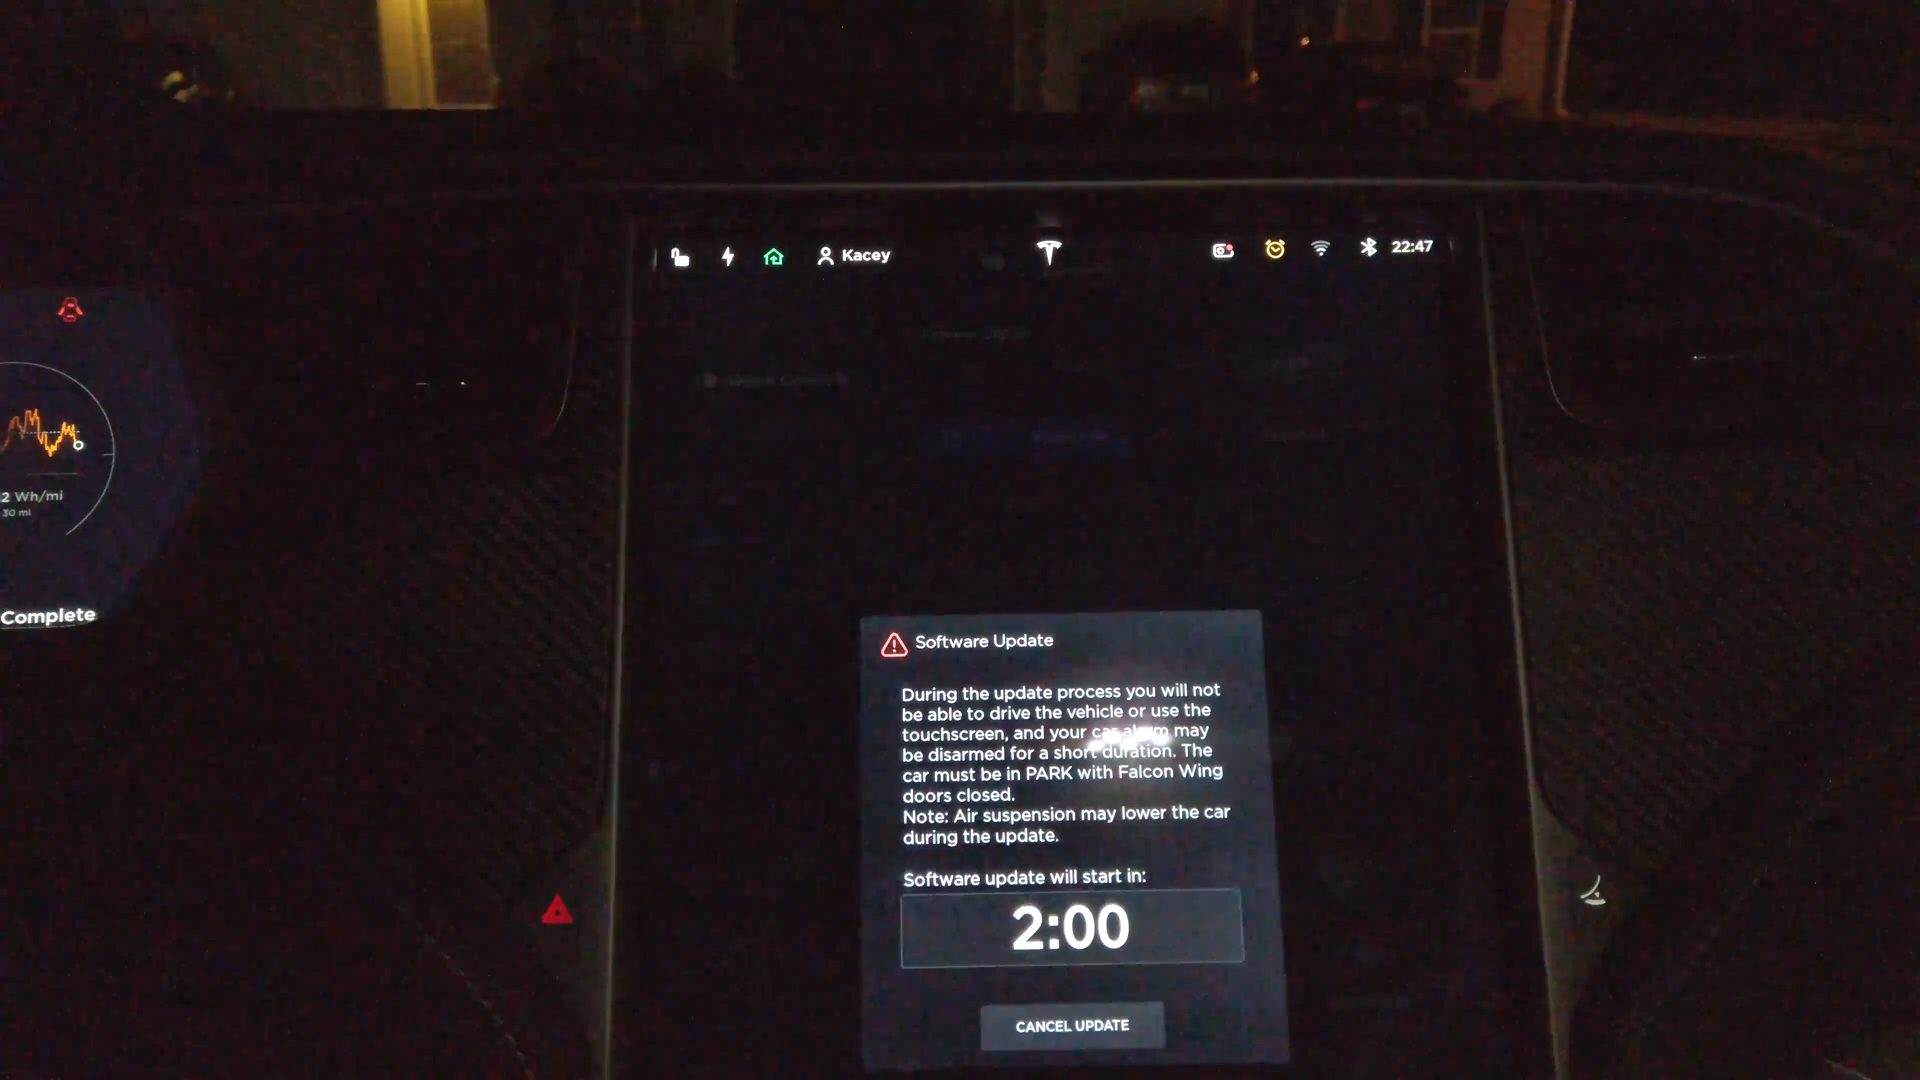 Kacey
22:47
2 Wh/mi
30 mi
Complete
Software Update
During the update process you will not
be able to drive the vehicle or use the
touchscreen, and your car alarm may
be disarmed for a short duration. The
car must be in PARK with Falcon Wing
doors closed.
Note: Air suspension may lower the car
during the update.
Software update will start in:
2:00
CANCEL UPDATE